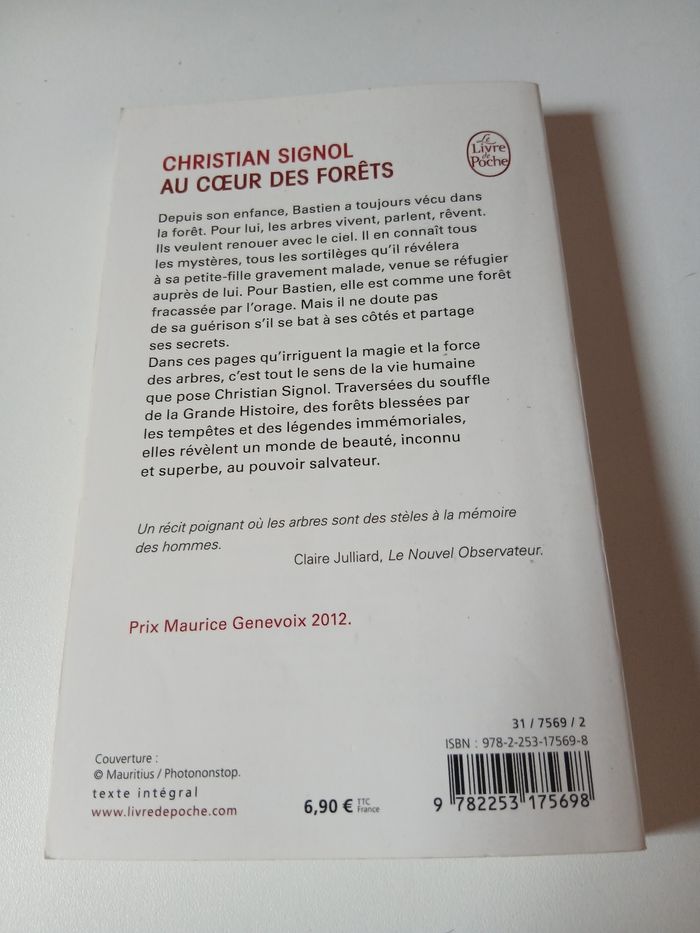 CHRISTIAN SIGNOL
AU CŒUR DES FORÊTS
Le
Livre
de
Poche
Depuis son enfance, Bastien a toujours vécu dans
la forêt. Pour lui, les arbres vivent, parlent, rêvent.
Ils veulent renouer avec le ciel. Il en connaît tous
les mystères, tous les sortilèges qu'il révélera
à sa petite-fille gravement malade, venue se réfugier
auprès de lui. Pour Bastien, elle est comme une forêt
fracassée par l'orage. Mais il ne doute pas
de sa guérison s'il se bat à ses côtés et partage
ses secrets.
Dans ces pages qu'irriguent la magie et la force
des arbres, c'est tout le sens de la vie humaine
que pose Christian Signol. Traversées du souffle
de la Grande Histoire, des forêts blessées par
les tempêtes et des légendes immémoriales,
elles révèlent un monde de beauté, inconnu
et superbe, au pouvoir salvateur.
Un récit poignant où les arbres sont des stèles à la mémoire
des hommes.
Claire Julliard, Le Nouvel Observateur.
Prix Maurice Genevoix 2012.
31 / 7569 / 2
ISBN : 978-2-253-17569-8
Couverture :
© Mauritius / Photononstop.
texte intégral
www.livredepoche.com
6,90 € TTC France
9 782253 175698